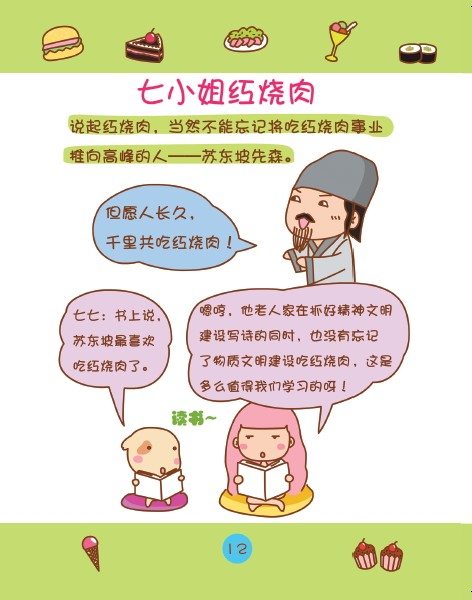 七小姐红烧肉
说起红烧肉，当然不能忘记将吃红烧肉事业
推向高峰的人——苏东坡先森。
但愿人长久，
千里共吃红烧肉！
七七：书上说，
苏东坡最喜欢
吃红烧肉了。
嗯哼，他老人家在抓好精神文明
建设写诗的同时，也没有忘记
了物质文明建设吃红烧肉，这是
多么值得我们学习的呀！
读书~
12